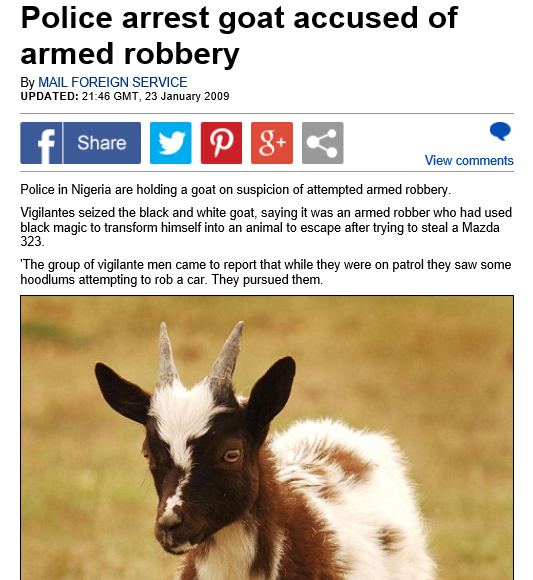 Police arrest goat accused of
armed robbery
By MAIL FOREIGN SERVICE
UPDATED: 21:46 GMT, 23 January 2009
f Share g+
View comments
Police in Nigeria are holding a goat on suspicion of attempted armed robbery.
Vigilantes seized the black and white goat, saying it was an armed robber who had used
black magic to transform himself into an animal to escape after trying to steal a Mazda
323.
'The group of vigilante men came to report that while they were on patrol they saw some
hoodlums attempting to rob a car. They pursued them.